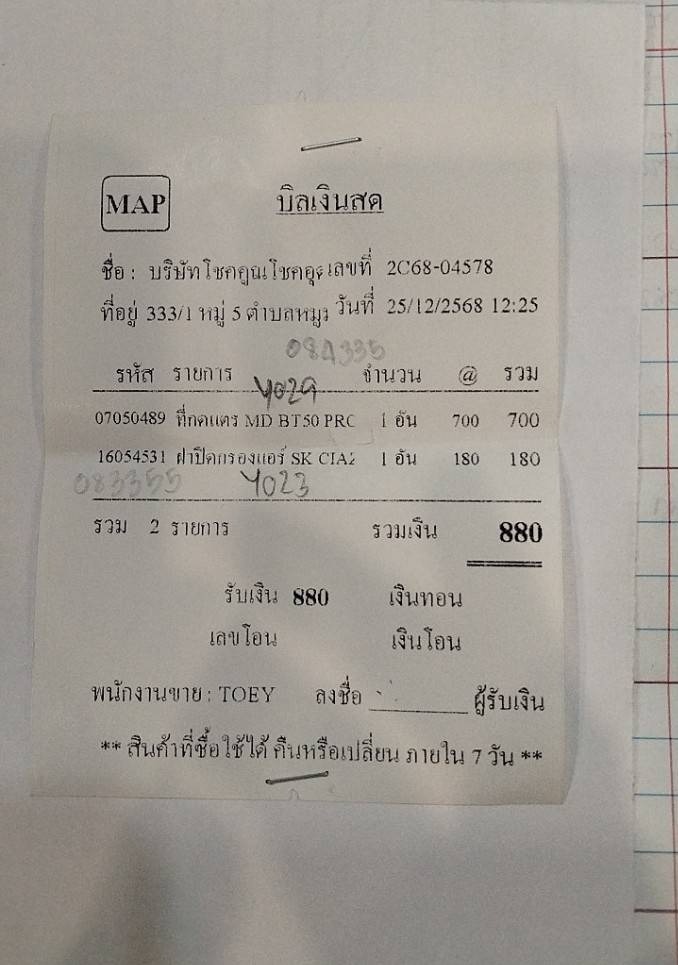 MAP บิลเงินสด
ชื่อ : บริษัท โชคคูณโชคอุ เลขที่ 2C68-04578
ที่อยู่ 333/1 หมู่ 5 ตำบลหมู วันที่ 25/12/2568 12:25
084335
รหัส รายการ จำนวน @ รวม
4029
07050489 ที่กดแตร MD BT50 PRC 1 อัน 700 700
16054531 ฝาปิดกรองแอร์ SK CIA2 1 อัน 180 180
083355 4023
รวม 2 รายการ รวมเงิน 880
รับเงิน 880 เงินทอน
เลขโอน เงินโอน
พนักงานขาย : TOEY ลงชื่อ ผู้รับเงิน
** สินค้าที่ซื้อใช้ได้ คืนหรือเปลี่ยน ภายใน 7 วัน **